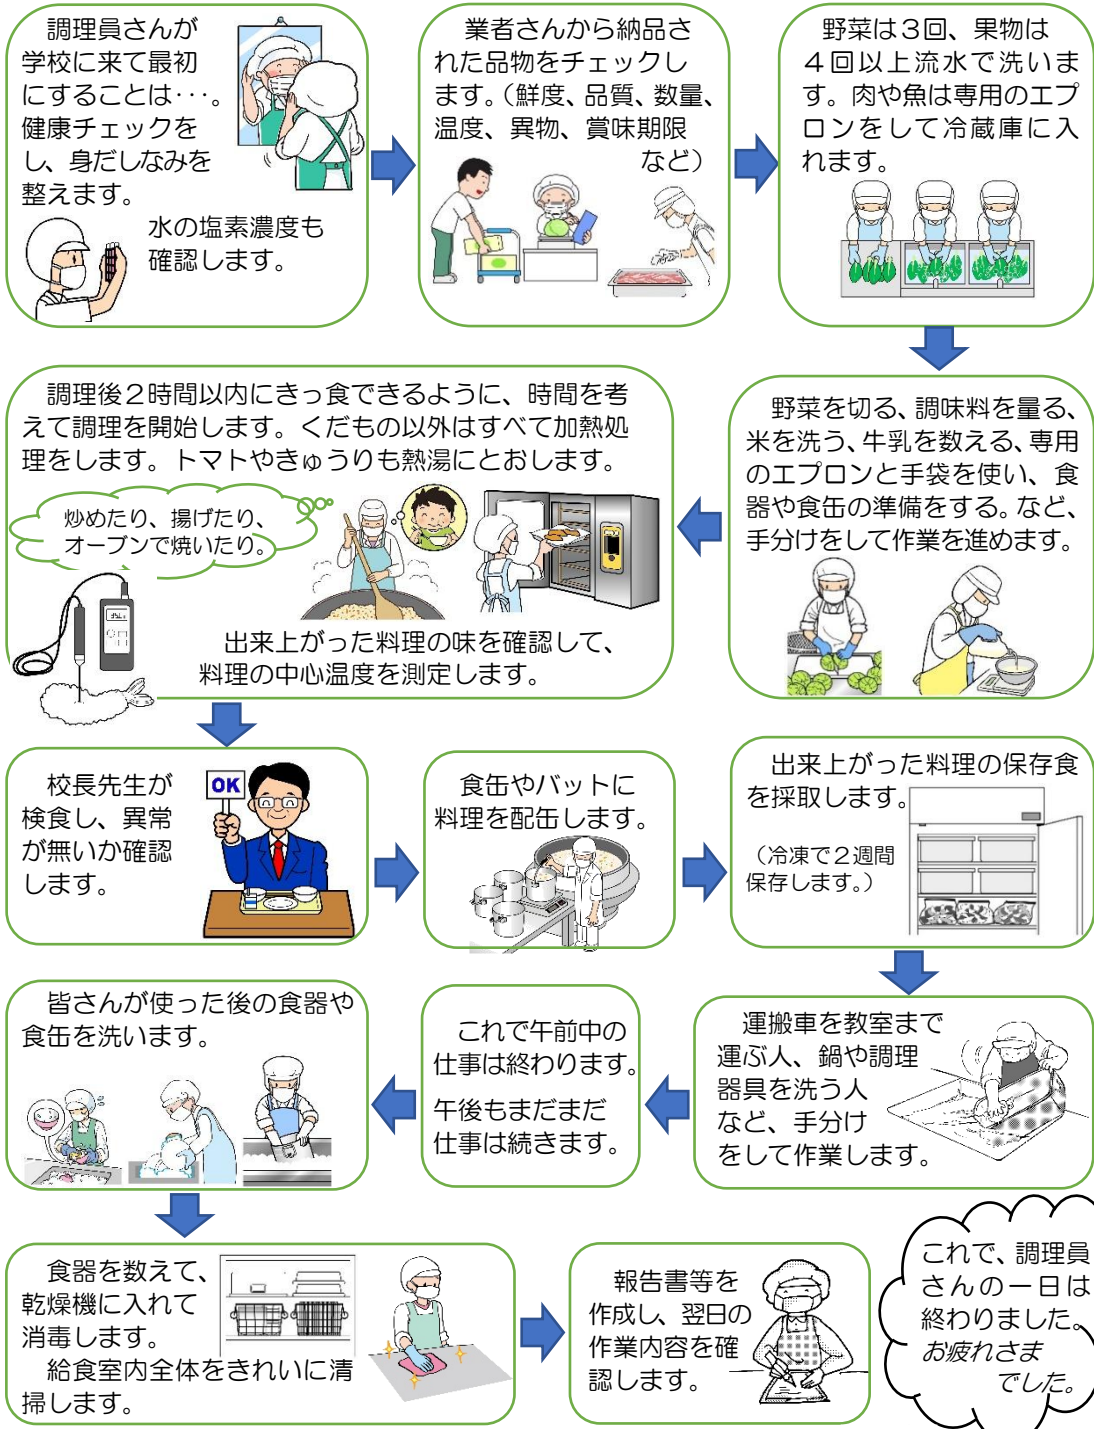 調理員さんが
学校に来て最初
にすることは･･･。
健康チェックを
し、身だしなみを
整えます。
水の塩素濃度も
確認します。
業者さんから納品さ
れた品物をチェックし
ます。（鮮度、品質、数量、
温度、異物、賞味期限
など）
野菜は３回、果物は
４回以上流水で洗いま
す。肉や魚は専用のエプ
ロンをして冷蔵庫に入
れます。
野菜を切る、調味料を量る、
米を洗う、牛乳を数える、専用
のエプロンと手袋を使い、食
器や食缶の準備をする。など、
手分けをして作業を進めます。
調理後２時間以内にきっ食できるように、時間を考
えて調理を開始します。くだもの以外はすべて加熱処
理をします。トマトやきゅうりも熱湯にとおします。
炒めたり、揚げたり、
オーブンで焼いたり。
出来上がった料理の味を確認して、
料理の中心温度を測定します。
校長先生が
検食し、異常
が無いか確認
します。
OK
食缶やバットに
料理を配缶します。
出来上がった料理の保存食
を採取します。
（冷凍で２週間
保存します。）
運搬車を教室まで
運ぶ人、鍋や調理
器具を洗う人
など、手分け
をして作業します。
これで午前中の
仕事は終わります。
午後もまだまだ
仕事は続きます。
皆さんが使った後の食器や
食缶を洗います。
食器を数えて、
乾燥機に入れて
消毒します。
給食室内全体をきれいに清
掃します。
報告書等を
作成し、翌日の
作業内容を確
認します。
これで、調理員
さんの一日は
終わりました。
お疲れさま
でした。